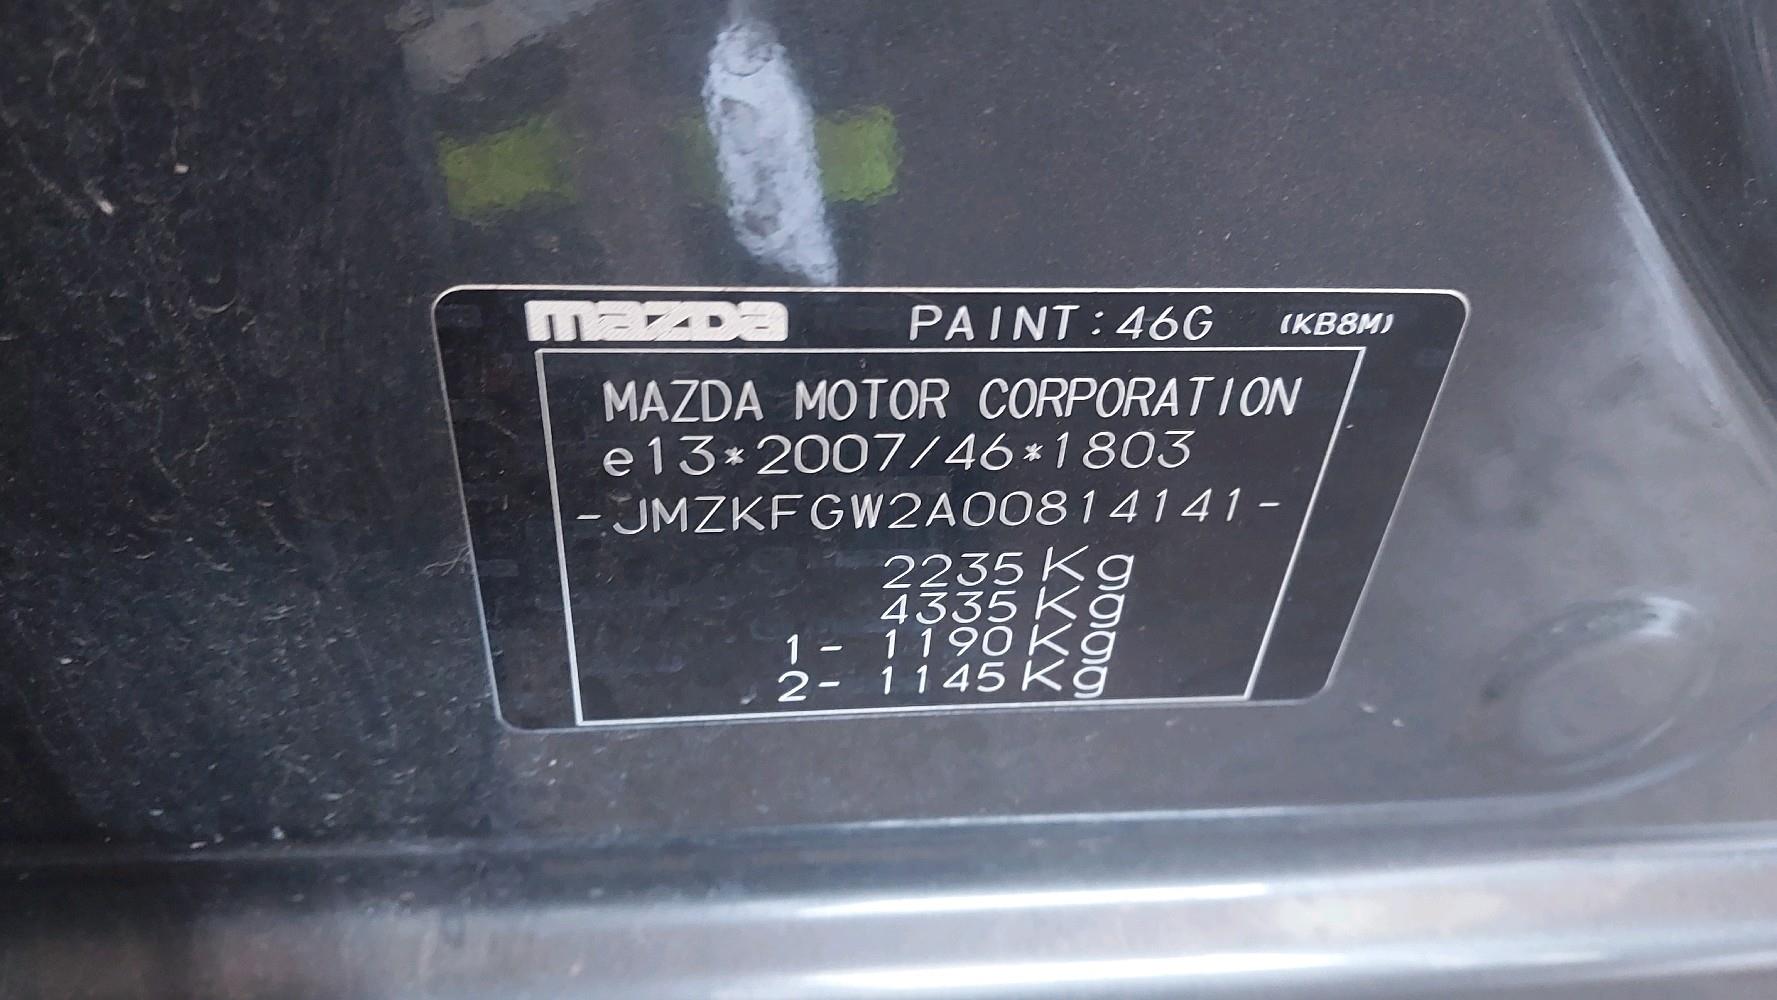 mazda PAINT:46G (KB8M)
MAZDA MOTOR CORPORATION
e13*2007/46*1803
-JMZKFGW2A00814141-
2235Kg
4335Kg
1- 1190Kg
2- 1145Kg